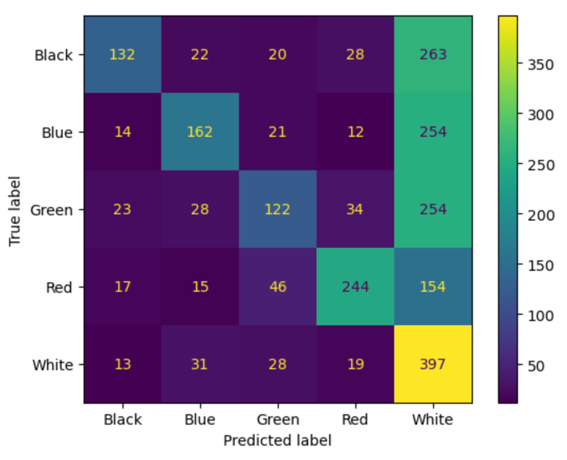 Black 132 22 20 28 263
Blue 14 162 21 12 254
Green 23 28 122 34 254
Red 17 15 46 244 154
White 13 31 28 19 397
Black Blue Green Red White
Predicted label
True label
350
300
250
200
150
100
50